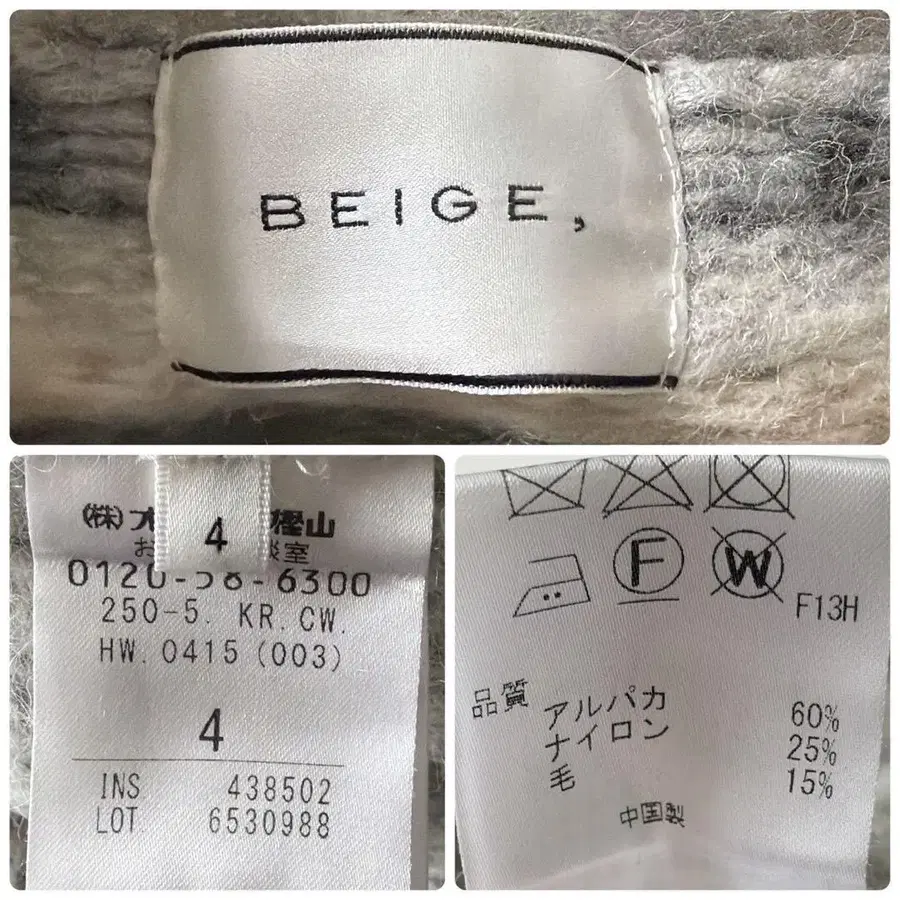 BEIGE,
(株)オ 樫山
4
お 談室
0120-58-6300
250-5. KR. CW.
HW. 0415 (003)
4
INS 438502
LOT. 6530988
F
W
F13H
品質 アルパカ 60%
ナイロン 25%
毛 15%
中国製